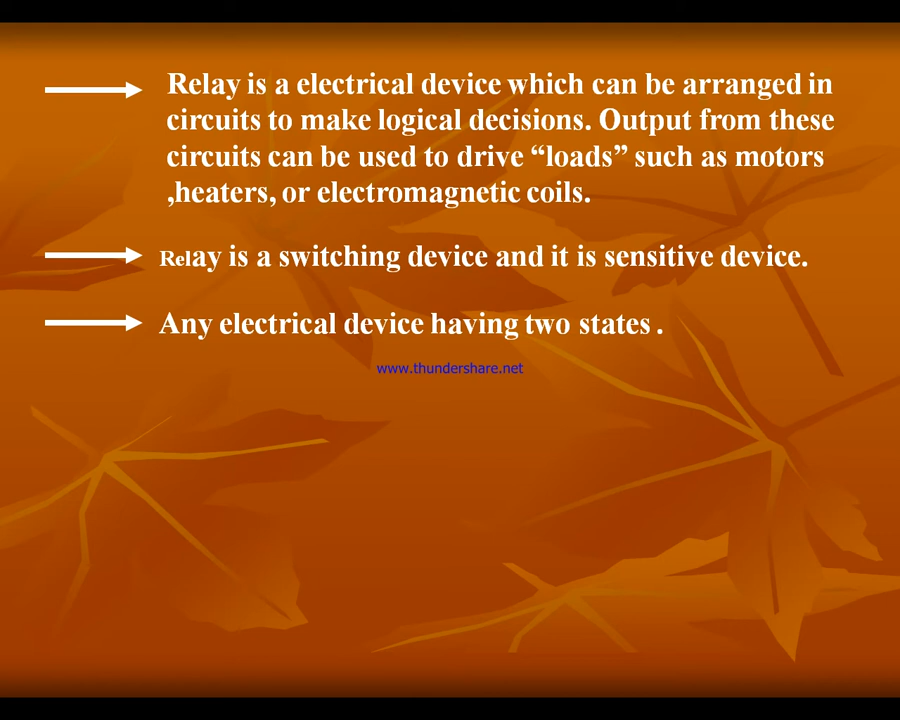 Relay is a electrical device which can be arranged in
circuits to make logical decisions. Output from these
circuits can be used to drive “loads” such as motors
,heaters, or electromagnetic coils.
Relay is a switching device and it is sensitive device.
Any electrical device having two states .
www.thundershare.net